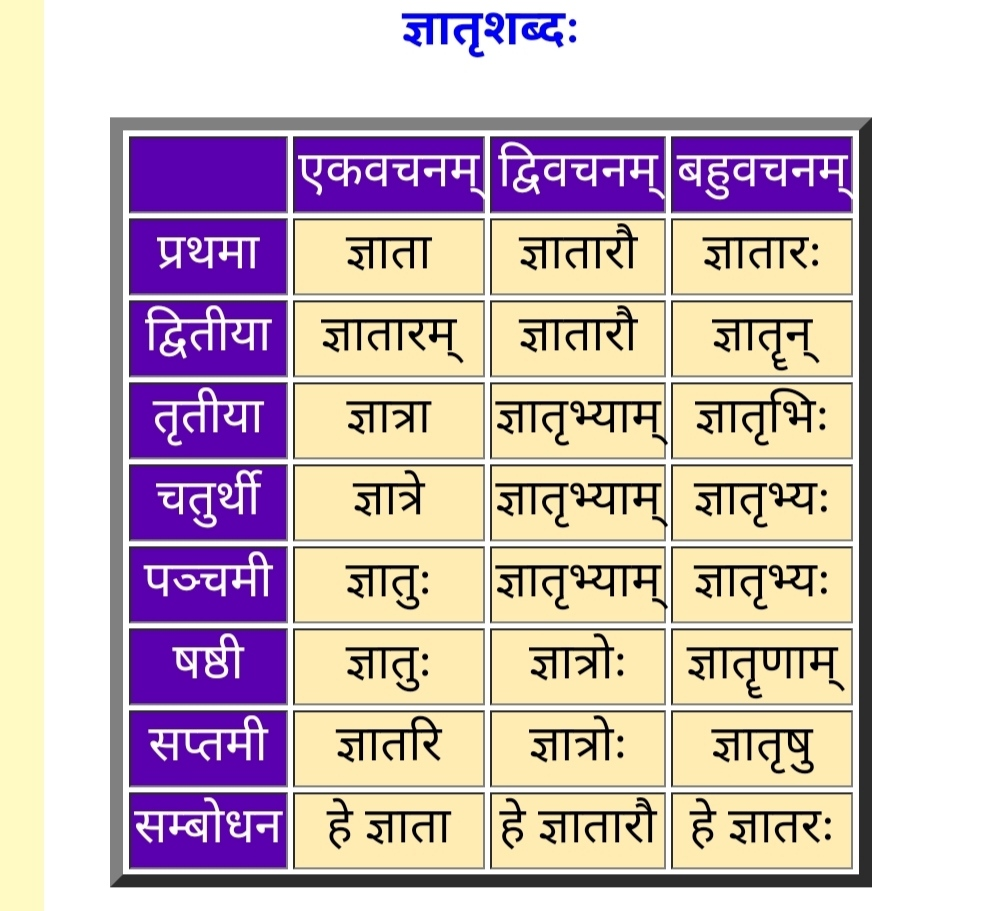 ज्ञातृशब्दः
एकवचनम् द्विवचनम् बहुवचनम्
प्रथमा ज्ञाता ज्ञातारौ ज्ञातारः
द्वितीया ज्ञातारम् ज्ञातारौ ज्ञातॄन्
तृतीया ज्ञात्रा ज्ञातृभ्याम् ज्ञातृभिः
चतुर्थी ज्ञात्रे ज्ञातृभ्याम् ज्ञातृभ्यः
पञ्चमी ज्ञातुः ज्ञातृभ्याम् ज्ञातृभ्यः
षष्ठी ज्ञातुः ज्ञात्रोः ज्ञातॄणाम्
सप्तमी ज्ञातरि ज्ञात्रोः ज्ञातृषु
सम्बोधन हे ज्ञाता हे ज्ञातारौ हे ज्ञातरः